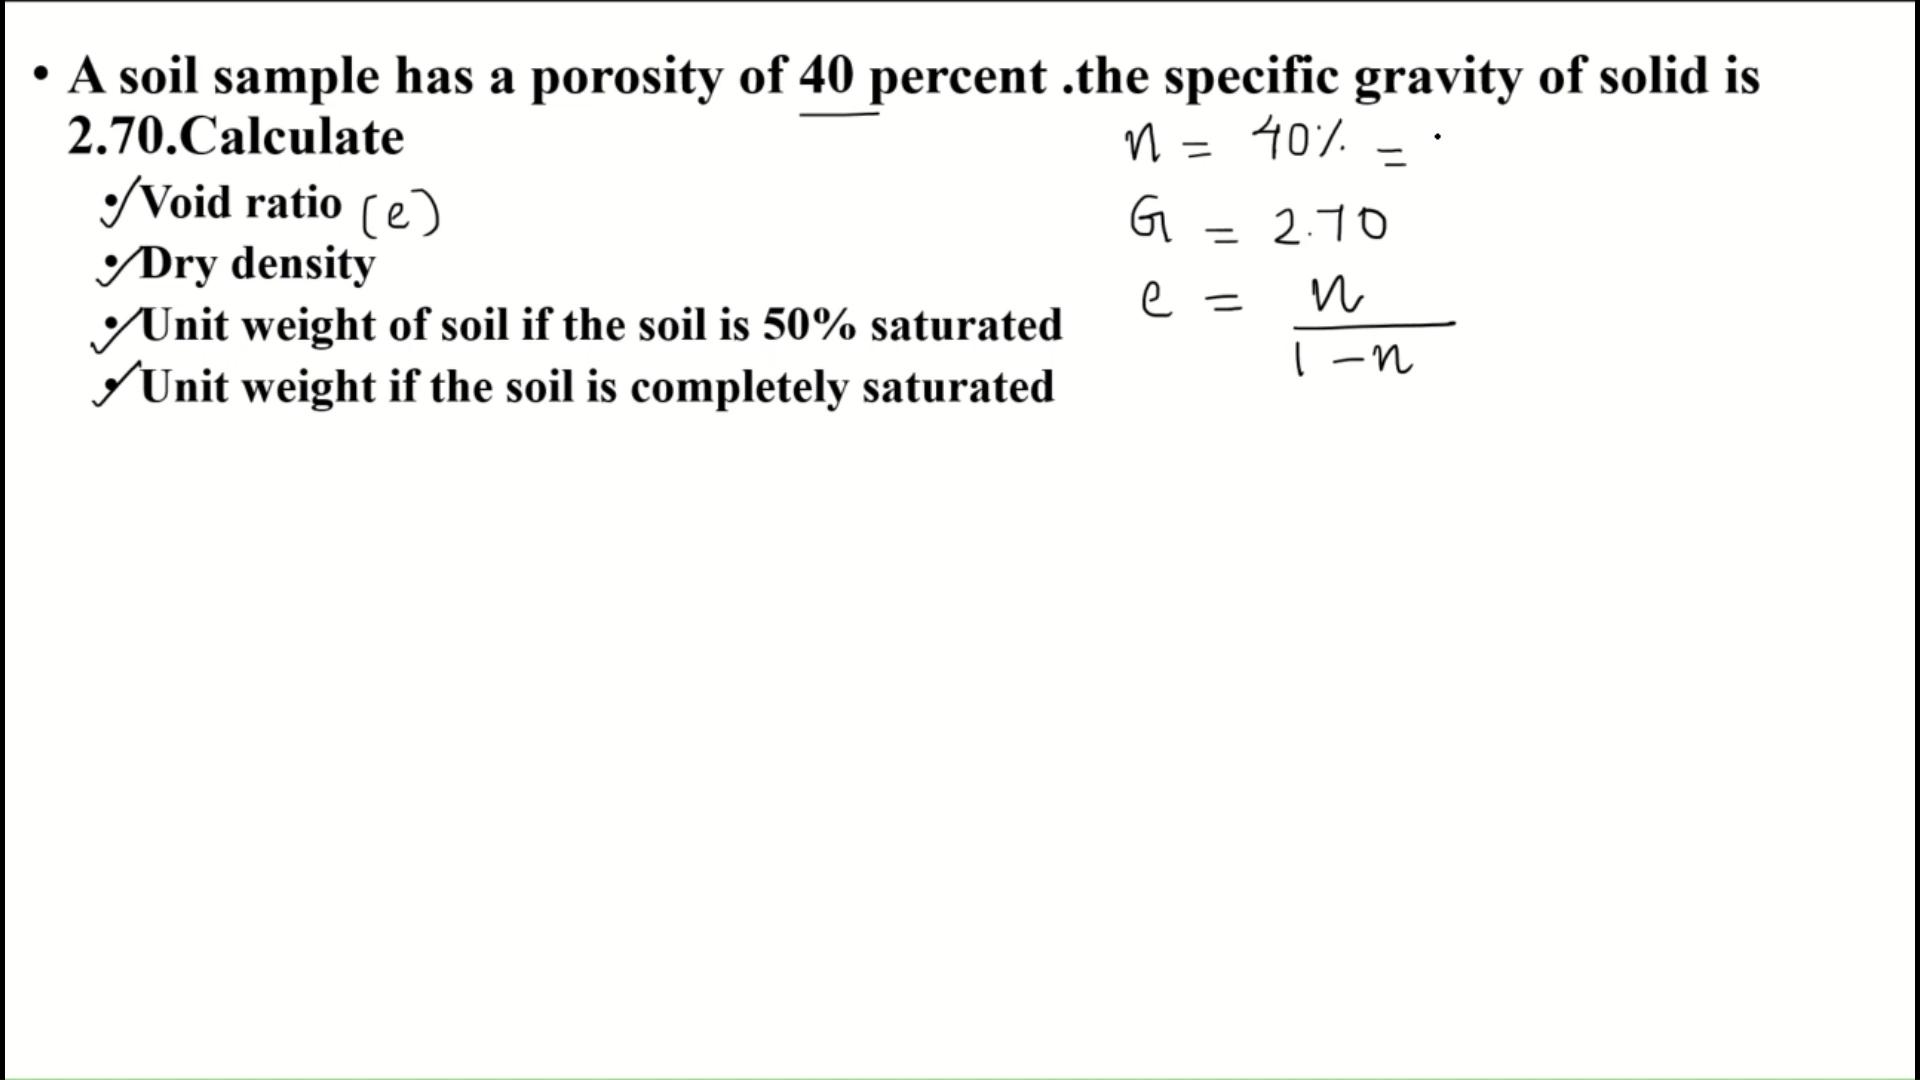 • A soil sample has a porosity of 40 percent .the specific gravity of solid is
2.70.Calculate
n = 40% = .
• Void ratio (e)
G = 2.70
• Dry density
e = n / 1-n
• Unit weight of soil if the soil is 50% saturated
• Unit weight if the soil is completely saturated